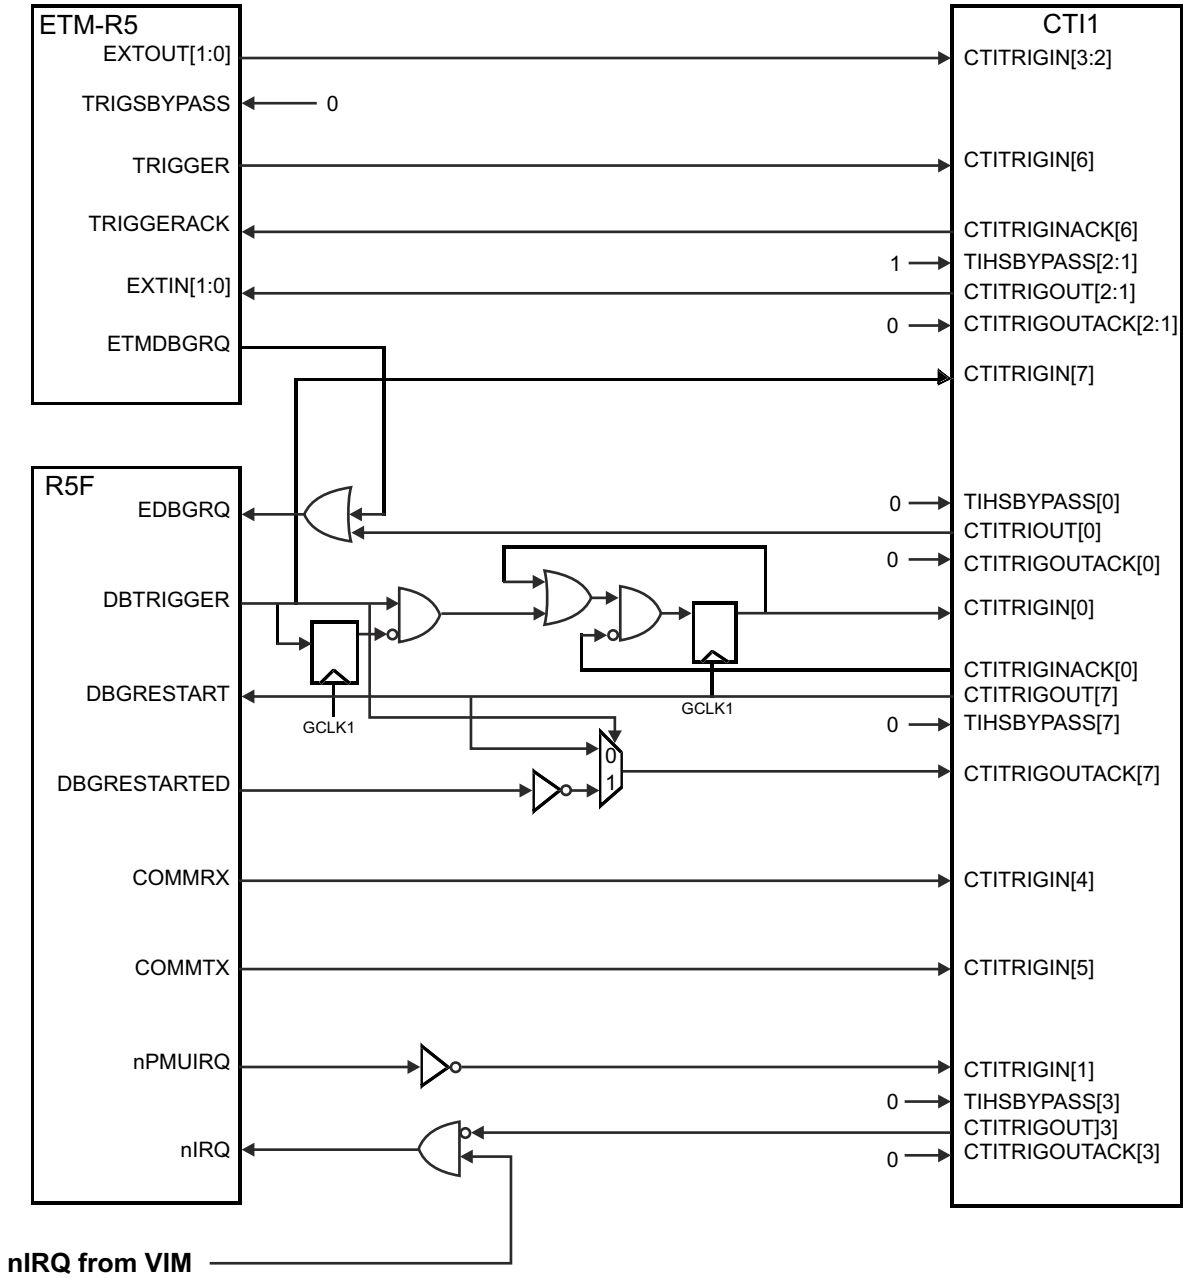 ETM-R5
CTI1
EXTOUT[1:0]
CTITRIGIN[3:2]
TRIGSBYPASS
0
TRIGGER
CTITRIGIN[6]
TRIGGERACK
CTITRIGINACK[6]
1
TIHSBYPASS[2:1]
EXTIN[1:0]
CTITRIGOUT[2:1]
0
CTITRIGOUTACK[2:1]
ETMDBGRQ
CTITRIGIN[7]
R5F
EDBGRQ
0
TIHSBYPASS[0]
CTITRIOUT[0]
0
CTITRIGOUTACK[0]
DBTRIGGER
CTITRIGIN[0]
CTITRIGINACK[0]
DBGRESTART
CTITRIGOUT[7]
GCLK1
GCLK1
0
TIHSBYPASS[7]
0
1
DBGRESTARTED
CTITRIGOUTACK[7]
COMMRX
CTITRIGIN[4]
COMMTX
CTITRIGIN[5]
nPMUIRQ
CTITRIGIN[1]
0
TIHSBYPASS[3]
CTITRIGOUT]3]
nIRQ
0
CTITRIGOUTACK[3]
nIRQ from VIM